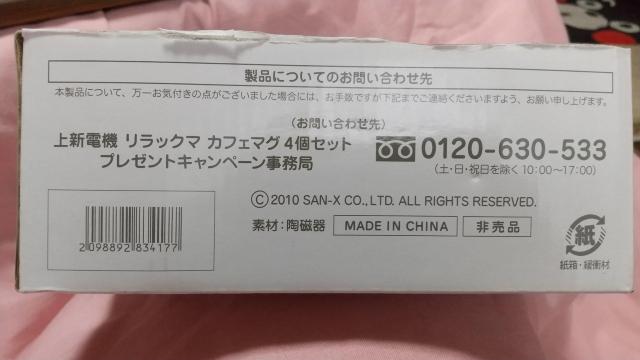 製品についてのお問い合わせ先
本製品について、万一お気付きの点がございました場合には、お手数ですが下記までご連絡くださいますよう、お願い申し上げます。
〈お問い合わせ先〉
上新電機 リラックマ カフェマグ 4個セット
プレゼントキャンペーン事務局
0120-630-533
(土・日・祝日を除く 10:00~17:00)
©2010 SAN-X CO., LTD. ALL RIGHTS RESERVED.
素材：陶磁器 MADE IN CHINA 非売品
2098892834177
紙
紙箱・緩衝材